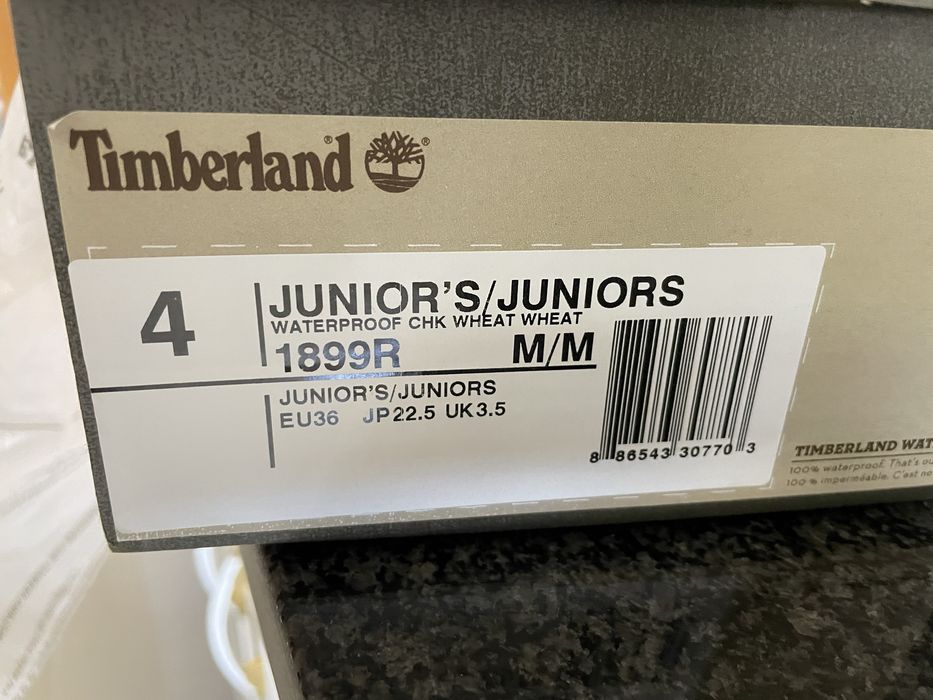 Timberland
4
JUNIOR'S/JUNIORS
WATERPROOF CHK WHEAT WHEAT
1899R M/M
JUNIOR'S/JUNIORS
EU36 JP22.5 UK3.5
8 86543 30770 3
TIMBERLAND WAT
100% waterproof. That's ou
100 % imperméable. C'est no